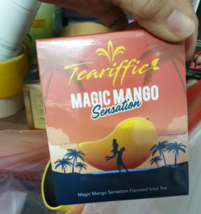 Teariffic!
MAGIC MANGO
Sensation
Magic Mango Sensation Flavored Iced Tea